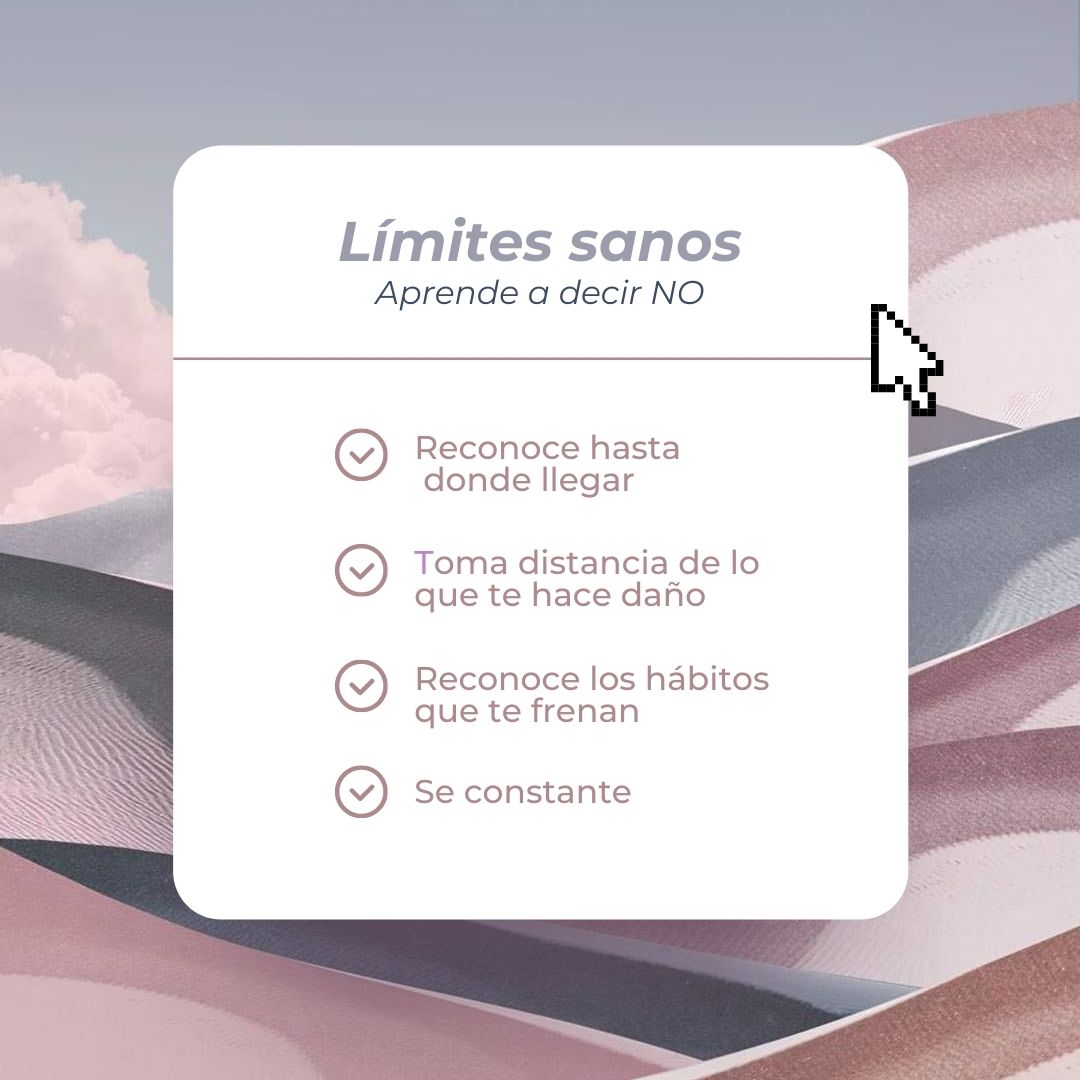 Límites sanos
Aprende a decir NO
Reconoce hasta
donde llegar
Toma distancia de lo
que te hace daño
Reconoce los hábitos
que te frenan
Se constante